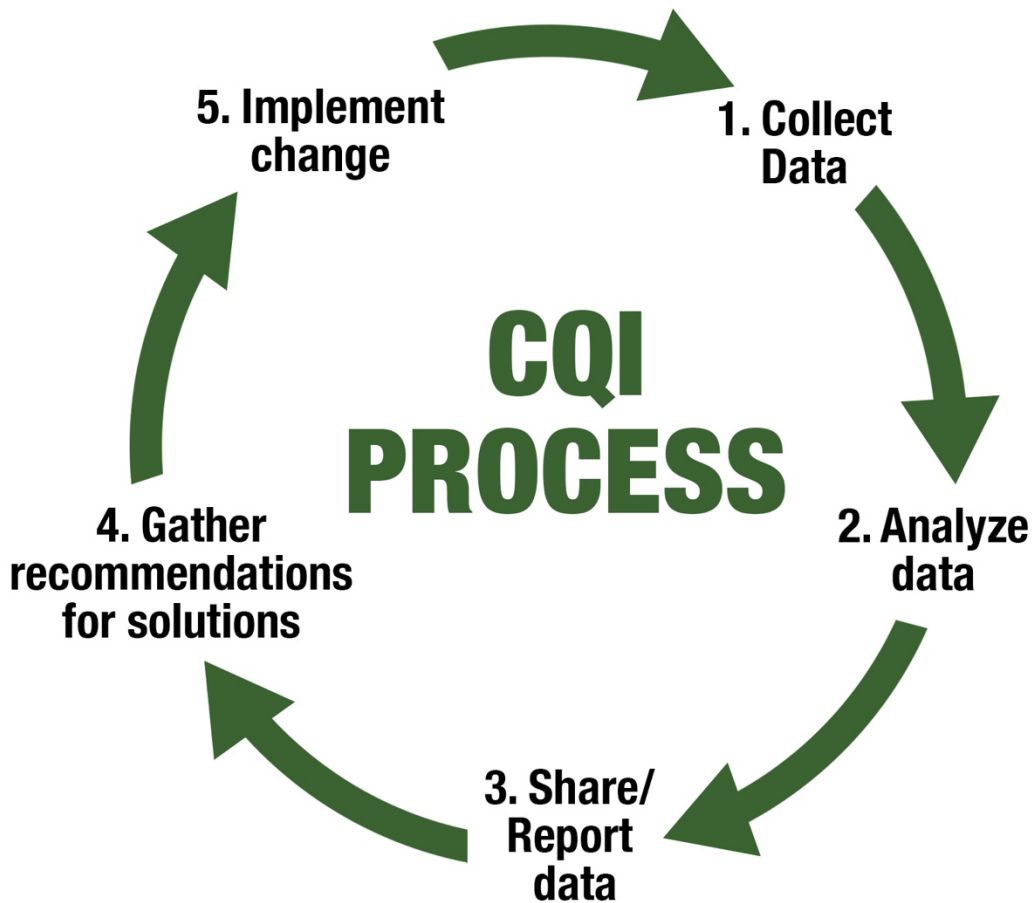 CQI
PROCESS
1. Collect
Data
2. Analyze
data
3. Share/
Report
data
4. Gather
recommendations
for solutions
5. Implement
change